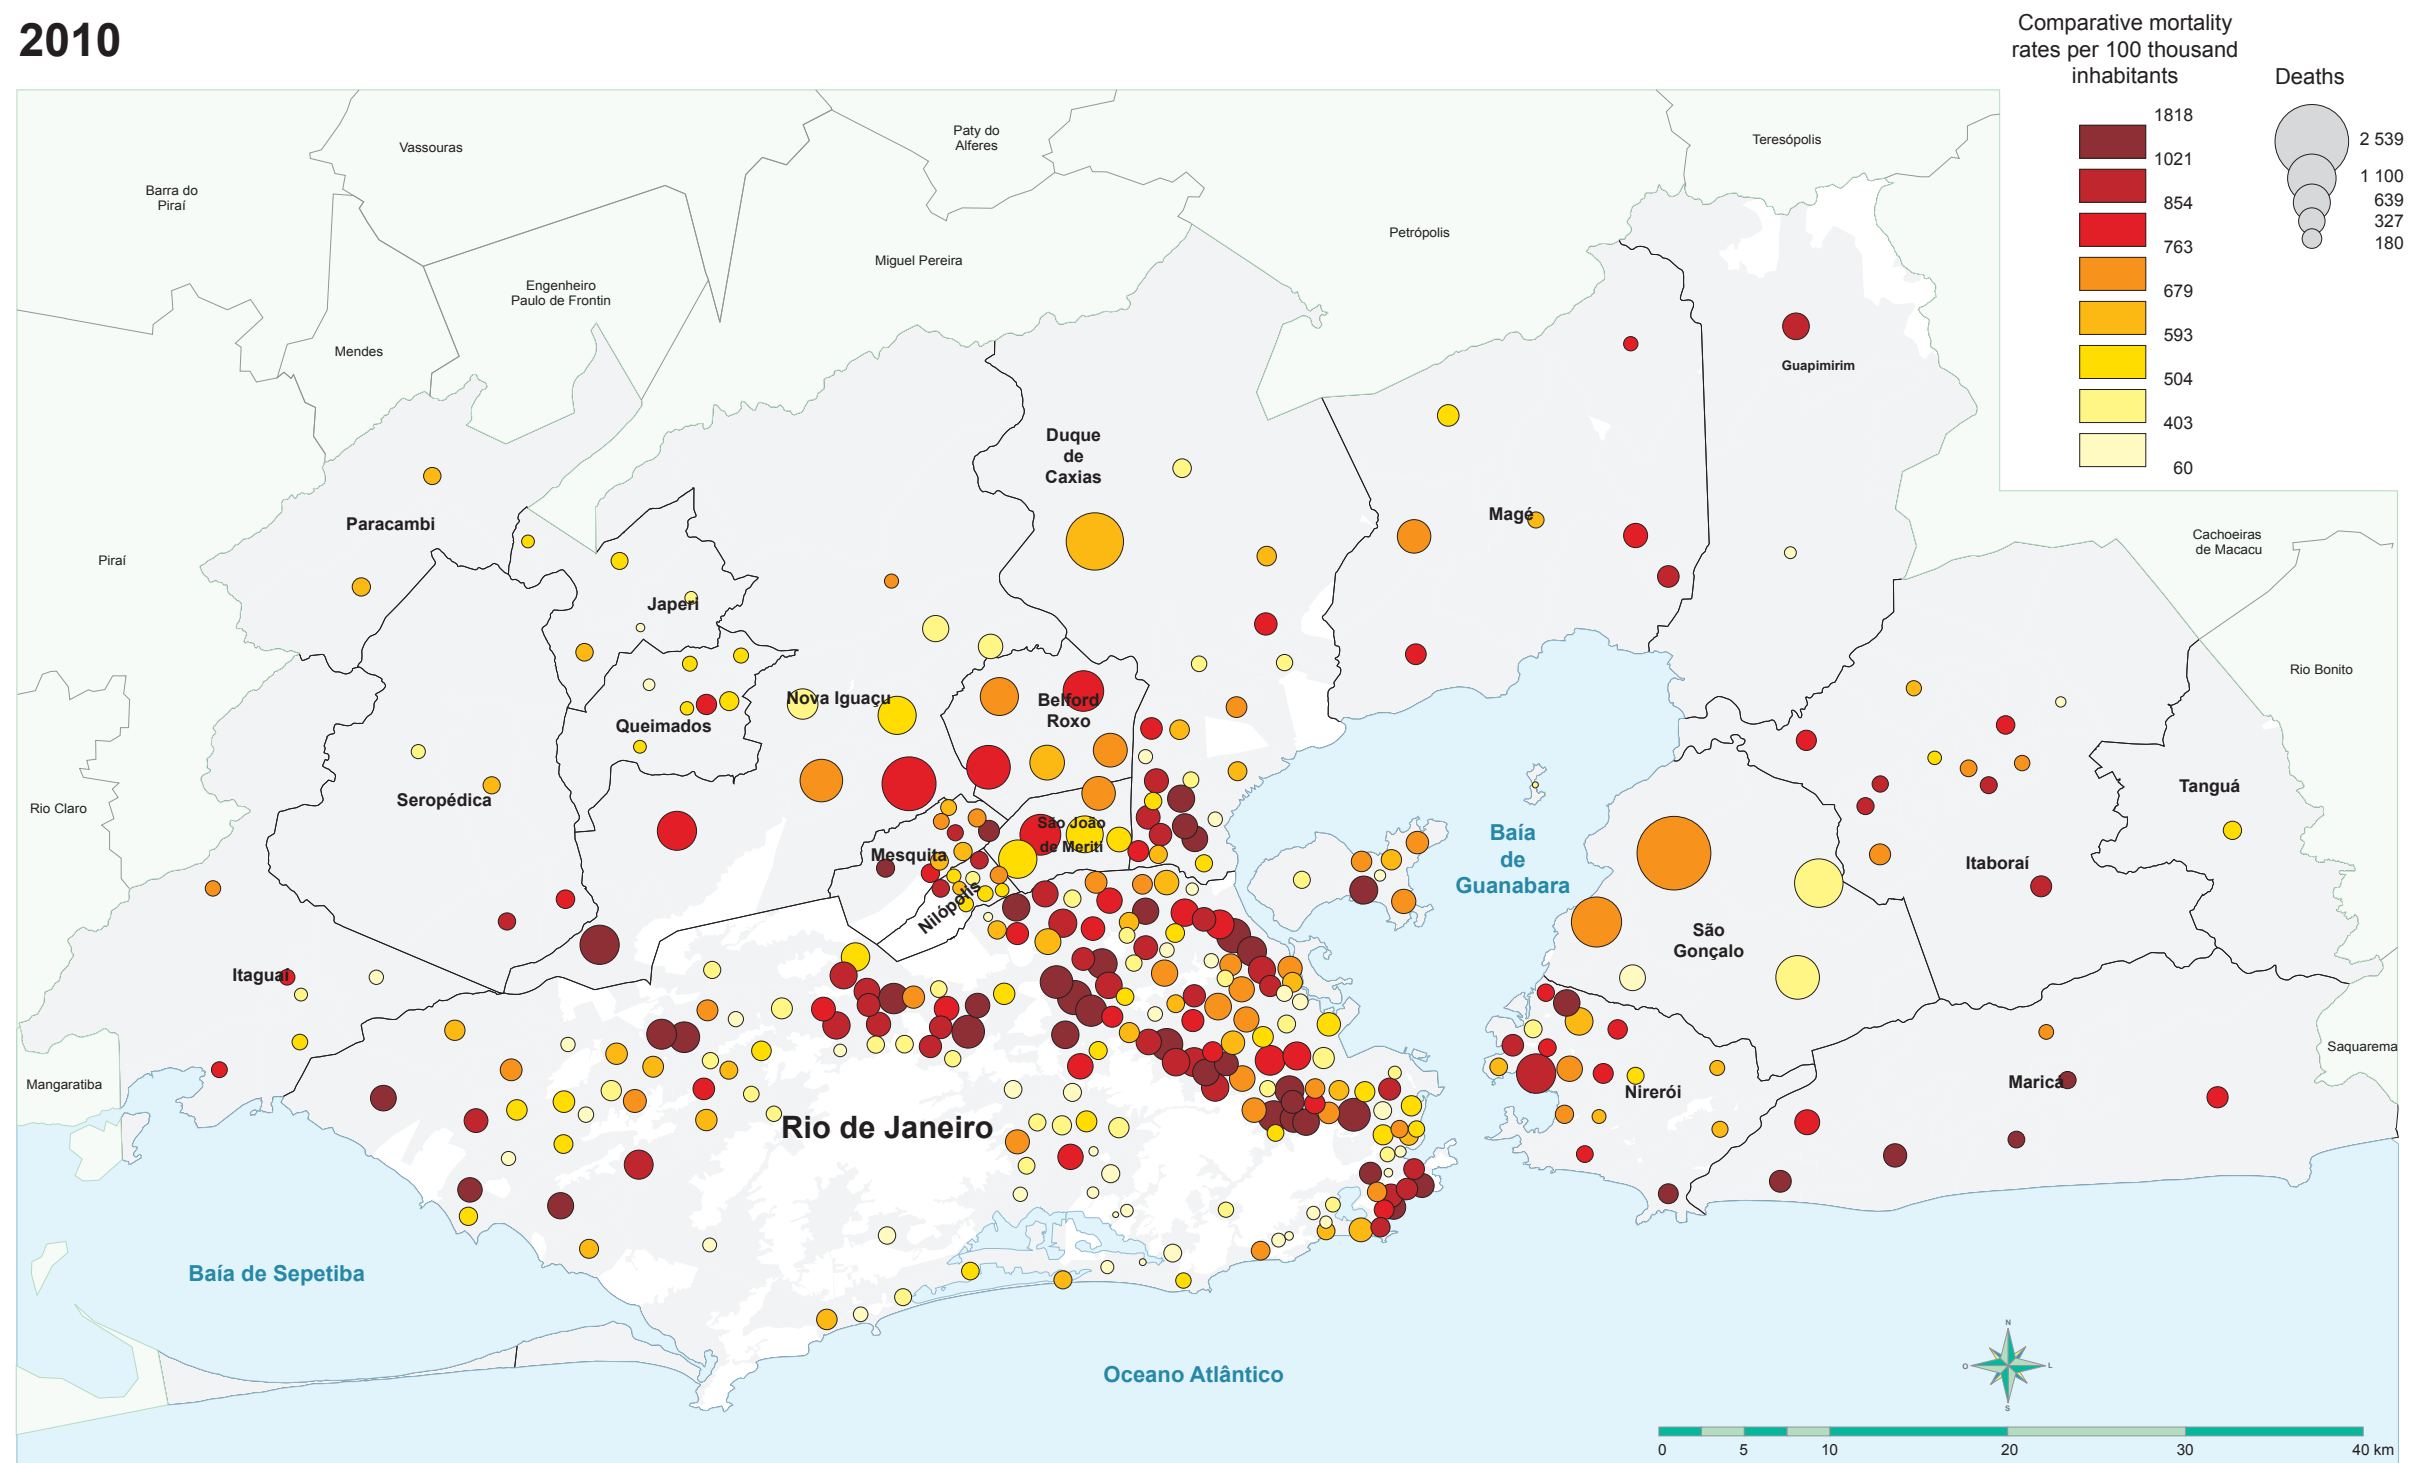 2010
Comparative mortality
rates per 100 thousand
inhabitants
Deaths
1818
1021
854
763
679
593
504
403
60
2 539
1 100
639
327
180
Vassouras
Paty do
Alferes
Teresópolis
Barra do
Piraí
Petrópolis
Miguel Pereira
Engenheiro
Paulo de Frontin
Mendes
Guapimirim
Duque
de
Caxias
Paracambi
Magé
Cachoeiras
de Macacu
Piraí
Japeri
Rio Bonito
Nova Iguaçu
Belford
Roxo
Queimados
Seropédica
Rio Claro
Tanguá
São João
de Meriti
Baía
de
Guanabara
Mesquita
Itaboraí
Nilópolis
São
Gonçalo
Itaguaí
Saquarema
Mangaratiba
Maricá
Nirerói
Rio de Janeiro
Baía de Sepetiba
Oceano Atlântico
N
O
L
S
0
5
10
20
30
40 km